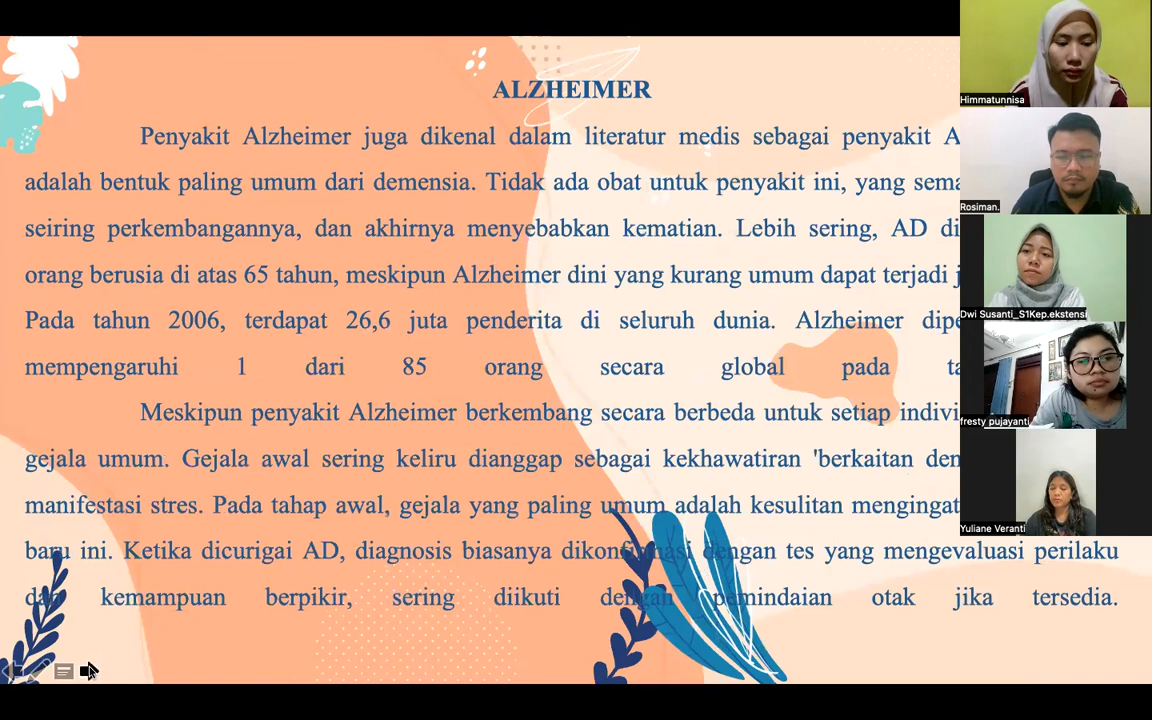 ALZHEIMER
Penyakit Alzheimer juga dikenal dalam literatur medis sebagai penyakit A
adalah bentuk paling umum dari demensia. Tidak ada obat untuk penyakit ini, yang sema
seiring perkembangannya, dan akhirnya menyebabkan kematian. Lebih sering, AD di
orang berusia di atas 65 tahun, meskipun Alzheimer dini yang kurang umum dapat terjadi j
Pada tahun 2006, terdapat 26,6 juta penderita di seluruh dunia. Alzheimer dipe
mempengaruhi 1 dari 85 orang secara global pada ta
Meskipun penyakit Alzheimer berkembang secara berbeda untuk setiap indivi
gejala umum. Gejala awal sering keliru dianggap sebagai kekhawatiran 'berkaitan den
manifestasi stres. Pada tahap awal, gejala yang paling umum adalah kesulitan mengingat
baru ini. Ketika dicurigai AD, diagnosis biasanya dikonfirmasi dengan tes yang mengevaluasi perilaku
dan kemampuan berpikir, sering diikuti dengan pemindaian otak jika tersedia.
Himmatunnisa
Rosiman.
Dwi Susanti_S1Kep.ekstensi
fresty pujayanti
Yuliane Veranti